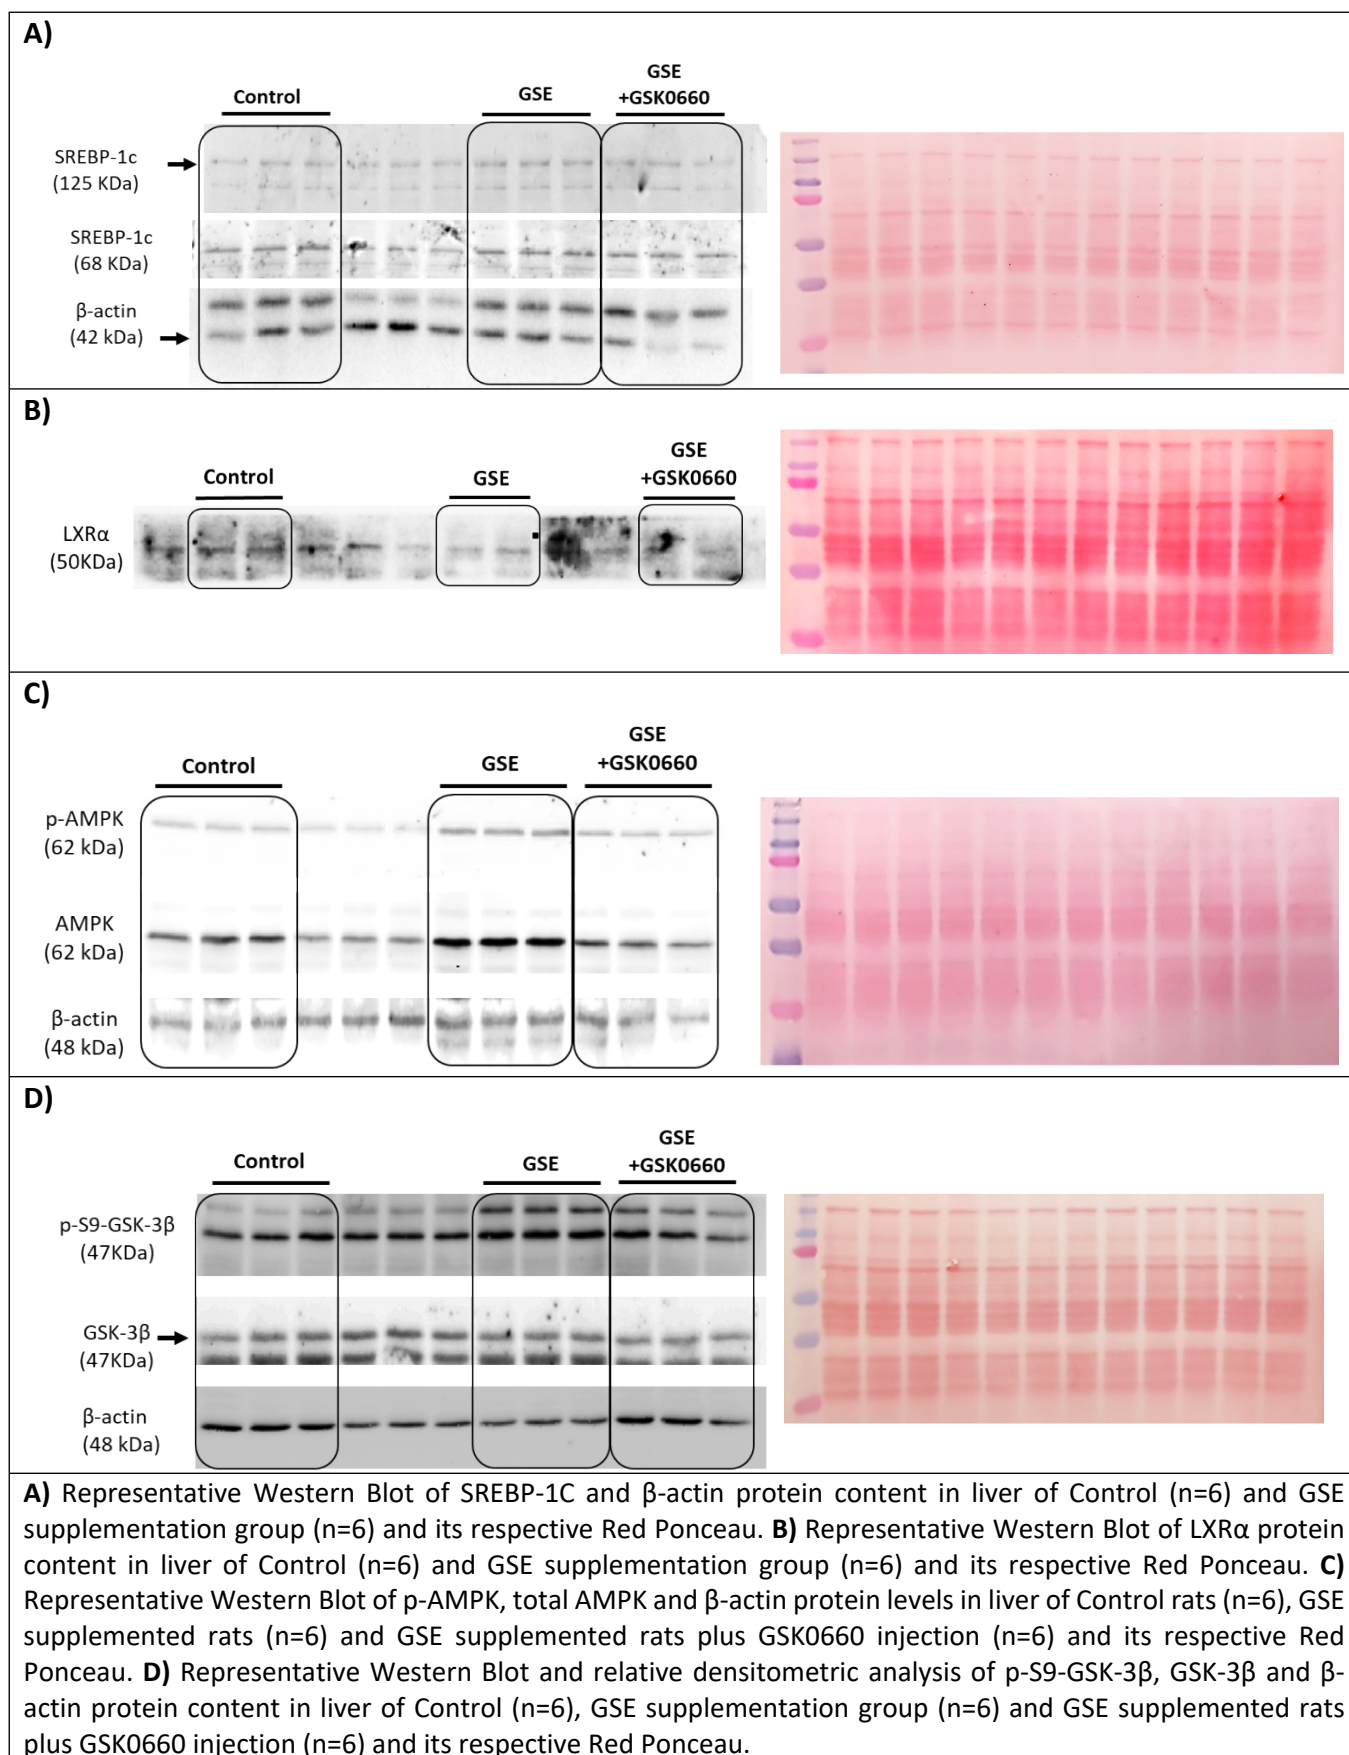 A)
Control
GSE
GSE
+GSK0660
SREBP-1c
(125 KDa)
SREBP-1c
(68 KDa)
β-actin
(42 kDa)
B)
Control
GSE
GSE
+GSK0660
LXRα
(50KDa)
C)
Control
GSE
GSE
+GSK0660
p-AMPK
(62 kDa)
AMPK
(62 kDa)
β-actin
(48 kDa)
D)
Control
GSE
GSE
+GSK0660
p-S9-GSK-3β
(47KDa)
GSK-3β
(47KDa)
β-actin
(48 kDa)
A) Representative Western Blot of SREBP-1C and β-actin protein content in liver of Control (n=6) and GSE
supplementation group (n=6) and its respective Red Ponceau. B) Representative Western Blot of LXRα protein
content in liver of Control (n=6) and GSE supplementation group (n=6) and its respective Red Ponceau. C)
Representative Western Blot of p-AMPK, total AMPK and β-actin protein levels in liver of Control rats (n=6), GSE
supplemented rats (n=6) and GSE supplemented rats plus GSK0660 injection (n=6) and its respective Red
Ponceau. D) Representative Western Blot and relative densitometric analysis of p-S9-GSK-3β, GSK-3β and β-
actin protein content in liver of Control (n=6), GSE supplementation group (n=6) and GSE supplemented rats
plus GSK0660 injection (n=6) and its respective Red Ponceau.